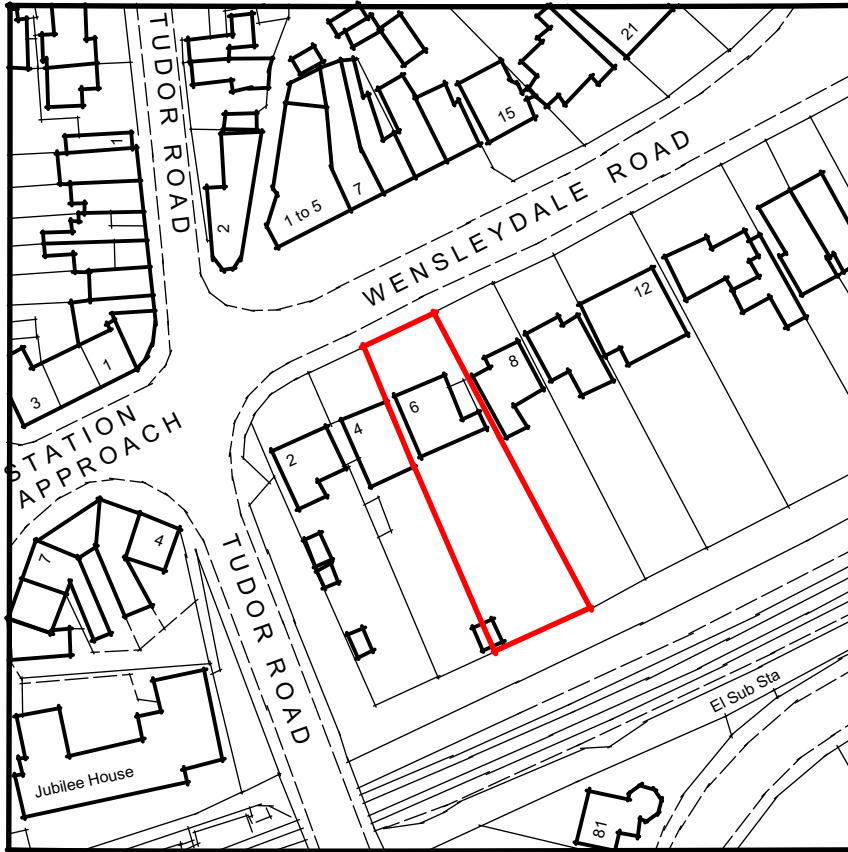 TUDOR ROAD
21
15
1
7
1 to 5
2
WENSLEYDALE ROAD
12
8
6
4
2
1
3
STATION
APPROACH
4
7
TUDOR ROAD
El Sub Sta
Jubilee House
81